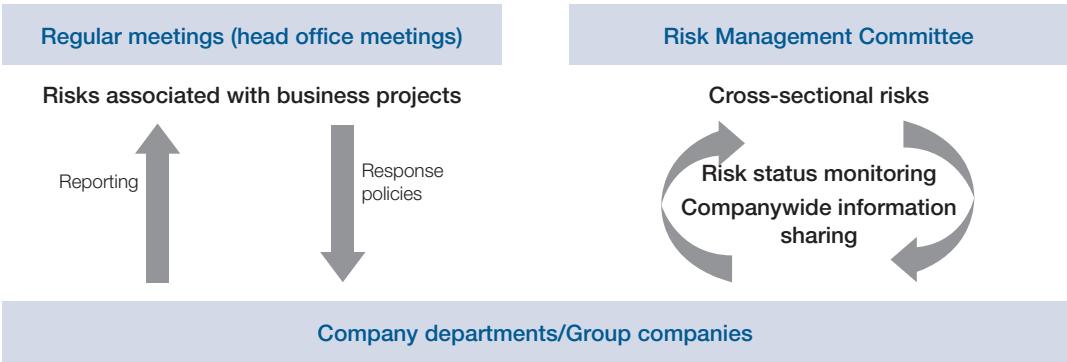 Regular meetings (head office meetings)
Risks associated with business projects
Reporting
Response
policies
Risk Management Committee
Cross-sectional risks
Risk status monitoring
Companywide information
sharing
Company departments/Group companies